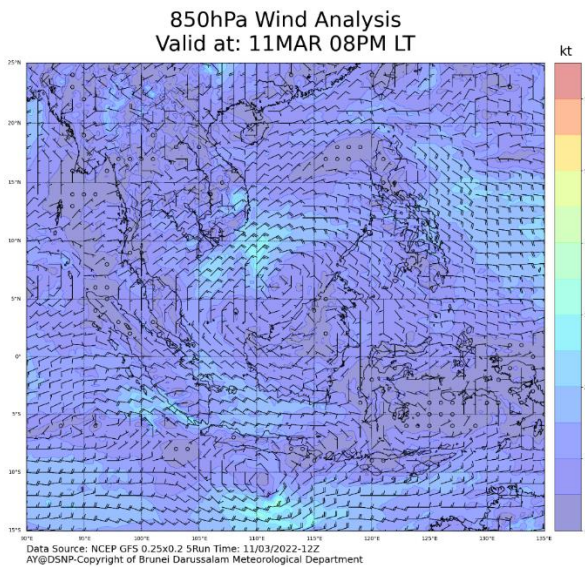 850hPa Wind Analysis
Valid at: 11MAR 08PM LT
kt
25°N
20°N
15°N
10°N
5°N
0°
5°S
10°S
15°S
90°E 95°E 100°E 105°E 110°E 115°E 120°E 125°E 130°E 135°E
Data Source: NCEP GFS 0.25x0.2 5Run Time: 11/03/2022-12Z
AY@DSNP-Copyright of Brunei Darussalam Meteorological Department